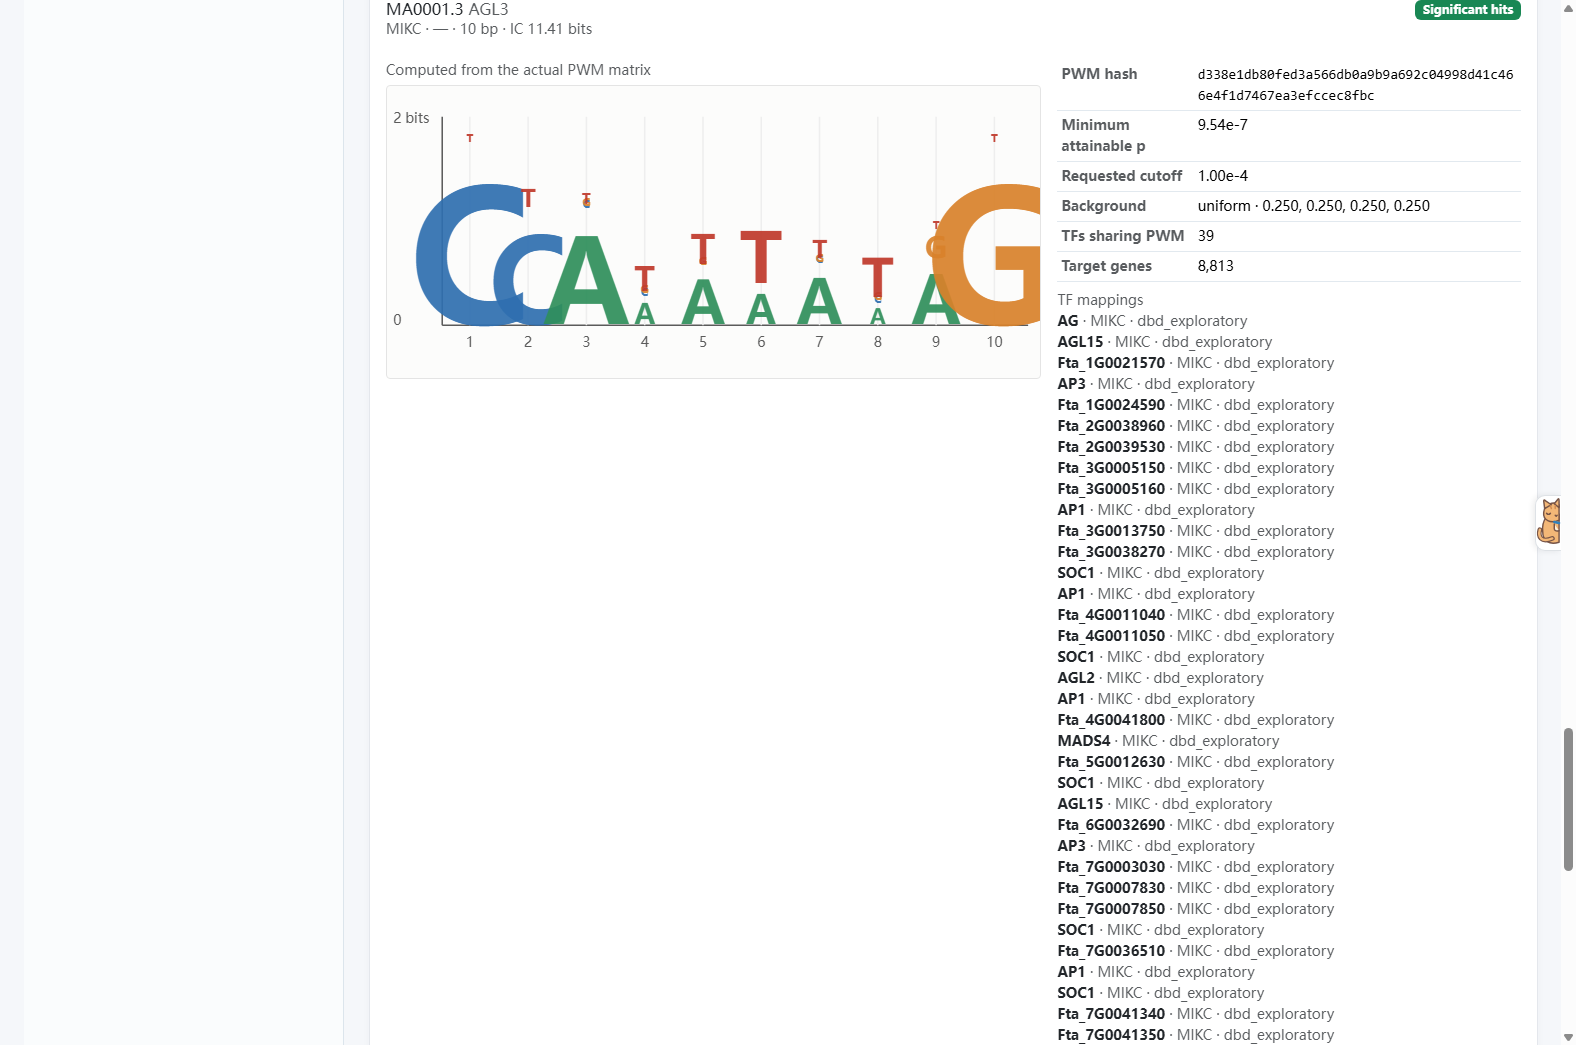 MA0001.3 AGL3
MIKC · — · 10 bp · IC 11.41 bits
Significant hits
Computed from the actual PWM matrix
2 bits
0
T
C
T
C
T
G
A
T
A
T
A
T
A
T
G
A
T
A
T
G
A
T
G
1 2 3 4 5 6 7 8 9 10
PWM hash d338e1db80fed3a566db0a9b9a692c04998d41c46
6e4f1d7467ea3efccec8fbc
Minimum
attainable p 9.54e-7
Requested cutoff 1.00e-4
Background uniform · 0.250, 0.250, 0.250, 0.250
TFs sharing PWM 39
Target genes 8,813
TF mappings
AG · MIKC · dbd_exploratory
AGL15 · MIKC · dbd_exploratory
Fta_1G0021570 · MIKC · dbd_exploratory
AP3 · MIKC · dbd_exploratory
Fta_1G0024590 · MIKC · dbd_exploratory
Fta_2G0038960 · MIKC · dbd_exploratory
Fta_2G0039530 · MIKC · dbd_exploratory
Fta_3G0005150 · MIKC · dbd_exploratory
Fta_3G0005160 · MIKC · dbd_exploratory
AP1 · MIKC · dbd_exploratory
Fta_3G0013750 · MIKC · dbd_exploratory
Fta_3G0038270 · MIKC · dbd_exploratory
SOC1 · MIKC · dbd_exploratory
AP1 · MIKC · dbd_exploratory
Fta_4G0011040 · MIKC · dbd_exploratory
Fta_4G0011050 · MIKC · dbd_exploratory
SOC1 · MIKC · dbd_exploratory
AGL2 · MIKC · dbd_exploratory
AP1 · MIKC · dbd_exploratory
Fta_4G0041800 · MIKC · dbd_exploratory
MADS4 · MIKC · dbd_exploratory
Fta_5G0012630 · MIKC · dbd_exploratory
SOC1 · MIKC · dbd_exploratory
AGL15 · MIKC · dbd_exploratory
Fta_6G0032690 · MIKC · dbd_exploratory
AP3 · MIKC · dbd_exploratory
Fta_7G0003030 · MIKC · dbd_exploratory
Fta_7G0007830 · MIKC · dbd_exploratory
Fta_7G0007850 · MIKC · dbd_exploratory
SOC1 · MIKC · dbd_exploratory
Fta_7G0036510 · MIKC · dbd_exploratory
AP1 · MIKC · dbd_exploratory
SOC1 · MIKC · dbd_exploratory
Fta_7G0041340 · MIKC · dbd_exploratory
Fta_7G0041350 · MIKC · dbd_exploratory